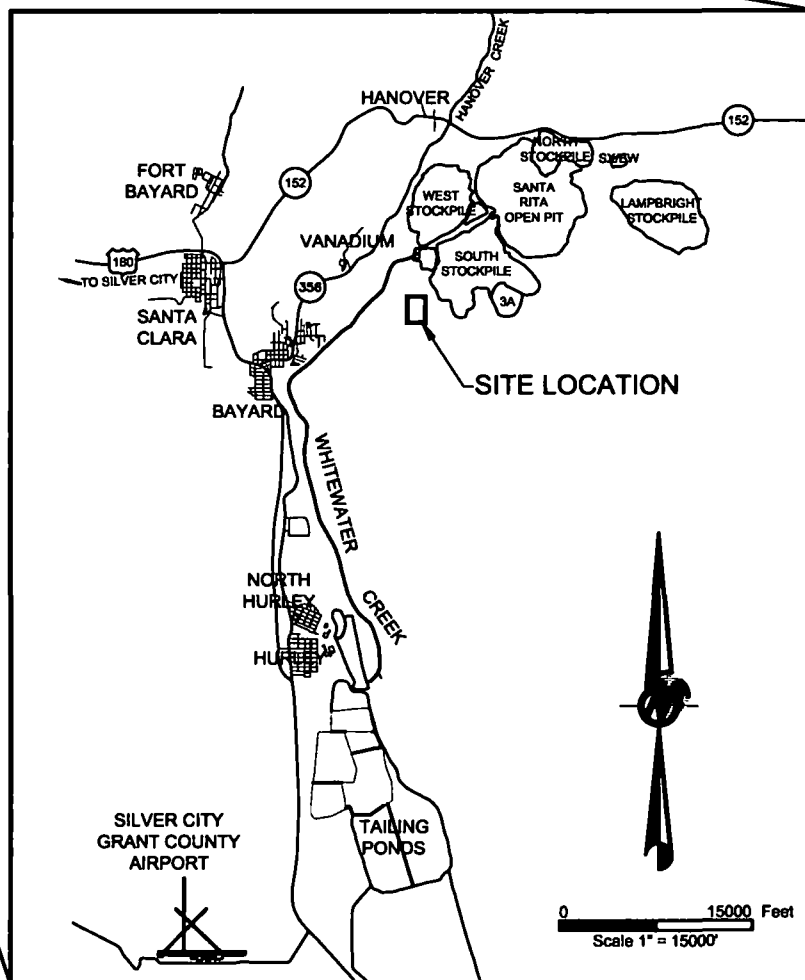 HANOVER CREEK
HANOVER
152
152
NORTH
STOCKPILE
FORT
BAYARD
WEST
STOCKPILE
SANTA
RITA
OPEN PIT
LAMPBRIGHT
STOCKPILE
152
VANADIUM
SOUTH
STOCKPILE
180
TO SILVER CITY
356
3A
SANTA
CLARA
SITE LOCATION
BAYARD
WHITEWATER
CREEK
NORTH
HURLEY
HURLEY
SILVER CITY
GRANT COUNTY
AIRPORT
TAILING
PONDS
0 15000 Feet
Scale 1" = 15000'